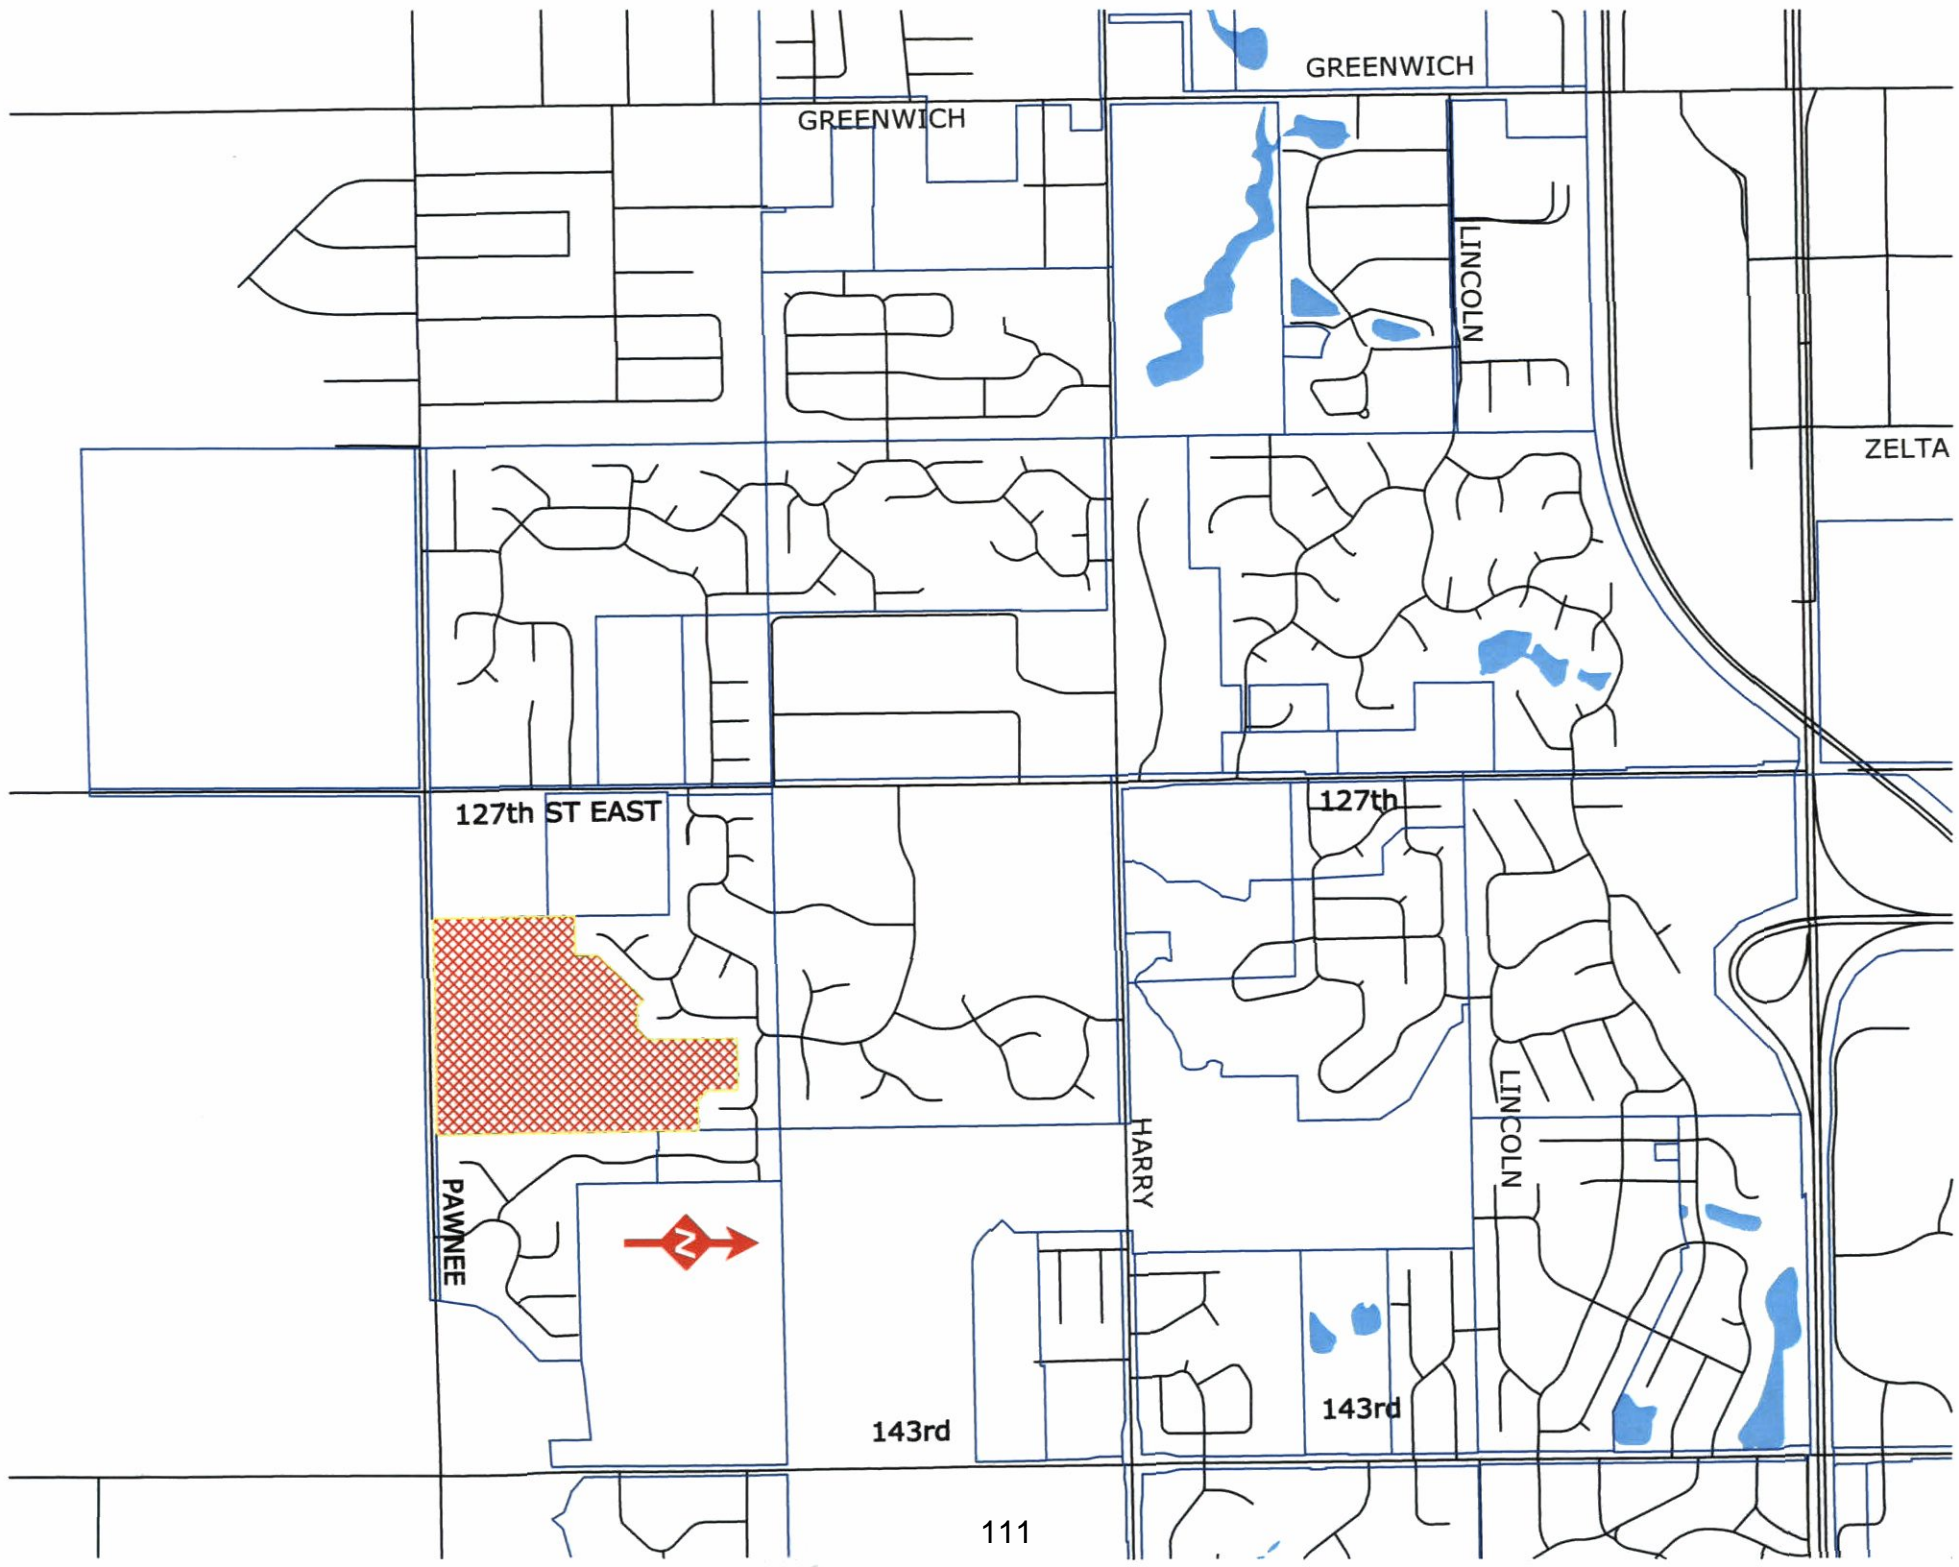 GREENWICH
GREENWICH
LINCOLN
ZELTA
127th ST EAST
127th
LINCOLN
HARRY
PAWNEE
N
143rd
143rd
111